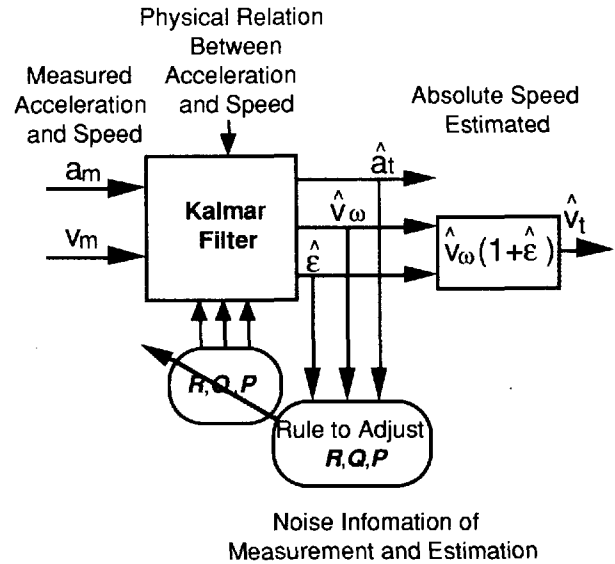 Physical Relation
Between
Acceleration
and Speed
Measured
Acceleration
and Speed
Absolute Speed
Estimated
am
vm
Kalmar
Filter
ât
v̂ω
ε̂
v̂ω(1+ε̂)
v̂t
R,Q,P
Rule to Adjust
R,Q,P
Noise Infomation of
Measurement and Estimation